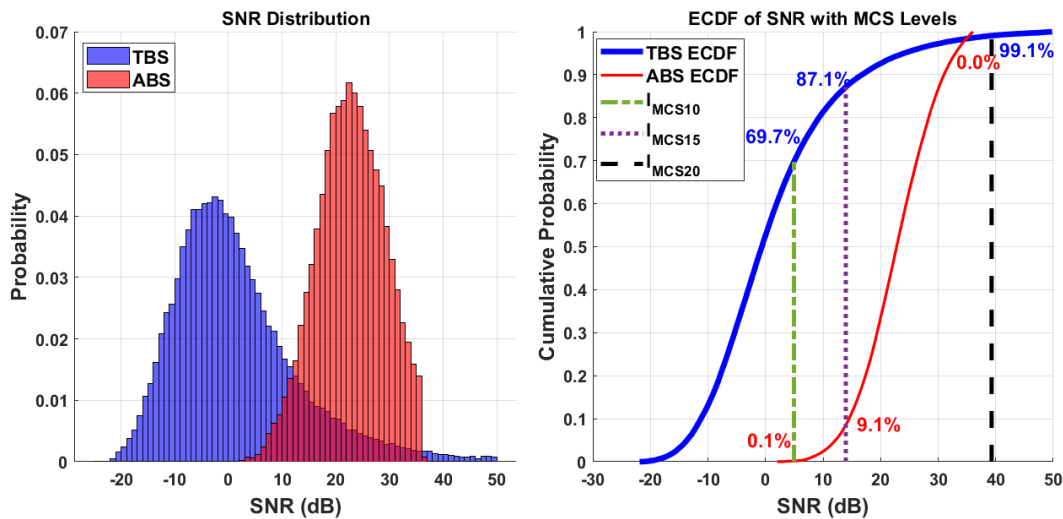 SNR Distribution
0.07
0.06
0.05
0.04
0.03
0.02
0.01
0
Probability
TBS
ABS
-20 -10 0 10 20 30 40 50
SNR (dB)
ECDF of SNR with MCS Levels
1
0.9
0.8
0.7
0.6
0.5
0.4
0.3
0.2
0.1
0
Cumulative Probability
TBS ECDF
ABS ECDF
I_MCS10
I_MCS15
I_MCS20
69.7%
87.1%
99.1%
0.0%
0.1%
9.1%
-30 -20 -10 0 10 20 30 40 50
SNR (dB)